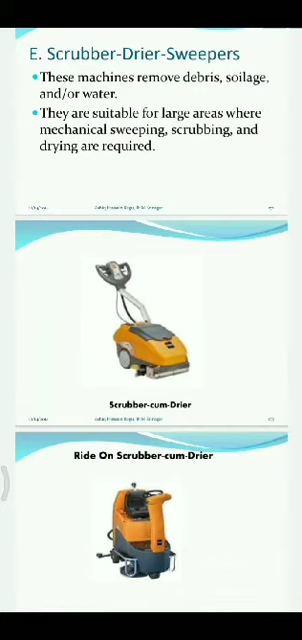 E. Scrubber-Drier-Sweepers
These machines remove debris, soilage,
and/or water.
They are suitable for large areas where
mechanical sweeping, scrubbing, and
drying are required.
Scrubber-cum-Drier
Ride On Scrubber-cum-Drier